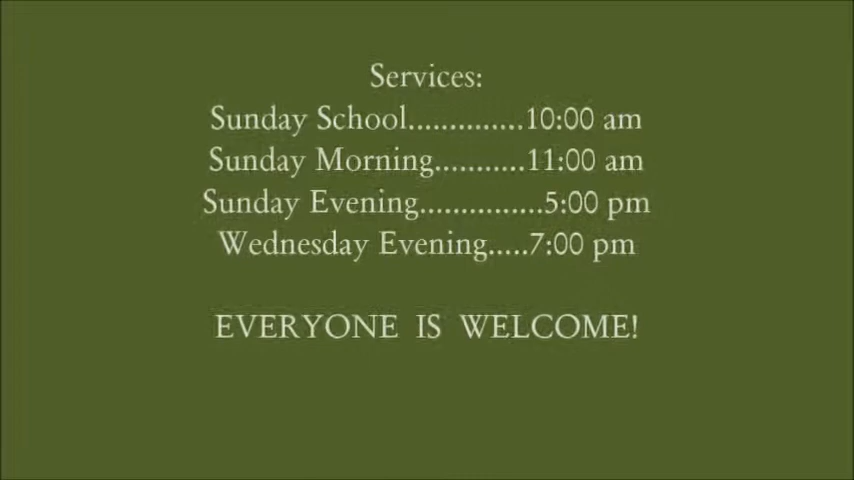 Services:
Sunday School..............10:00 am
Sunday Morning...........11:00 am
Sunday Evening...............5:00 pm
Wednesday Evening.....7:00 pm
EVERYONE IS WELCOME!